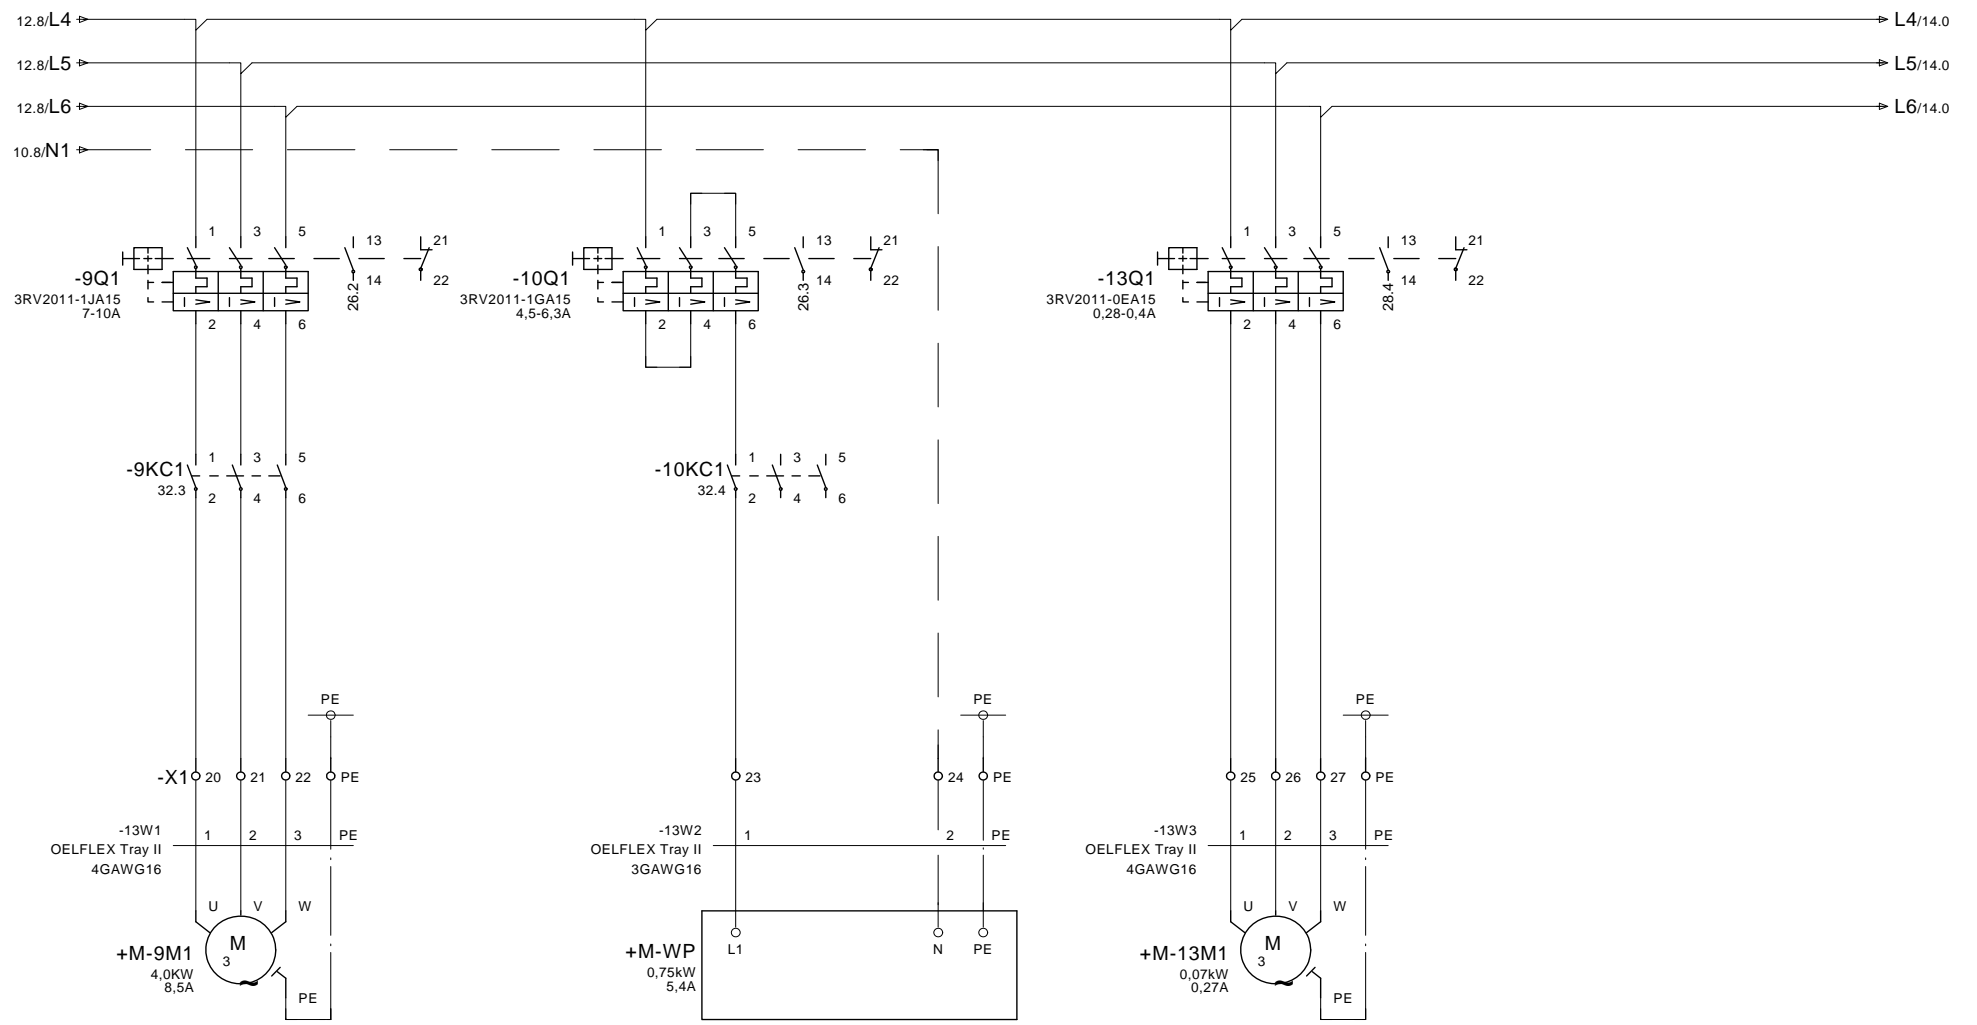 12.8/L4 L4/14.0
12.8/L5 L5/14.0
12.8/L6 L6/14.0
10.8/N1
1 3 5 13 21
-9Q1
3RV2011-1JA15
7-10A
14 22
26.2
2 4 6
1 3 5 13 21
-10Q1
3RV2011-1GA15
4,5-6,3A
14 22
26.3
2 4 6
1 3 5 13 21
-13Q1
3RV2011-0EA15
0,28-0,4A
14 22
28.4
2 4 6
I > I > I >
I > I > I >
I > I > I >
1 3 5
-9KC1
32.3
2 4 6
1 3 5
-10KC1
32.4
2 4 6
PE
PE
PE
-X1 20 21 22 PE
23 24 PE
25 26 27 PE
-13W1
OELFLEX Tray II
4GAWG16
1 2 3 PE
-13W2
OELFLEX Tray II
3GAWG16
1 2 PE
-13W3
OELFLEX Tray II
4GAWG16
1 2 3 PE
U V W
M
3
+M-9M1
4,0KW
8,5A
PE
+M-WP
0,75kW
5,4A
L1 N PE
U V W
M
3
+M-13M1
0,07kW
0,27A
PE